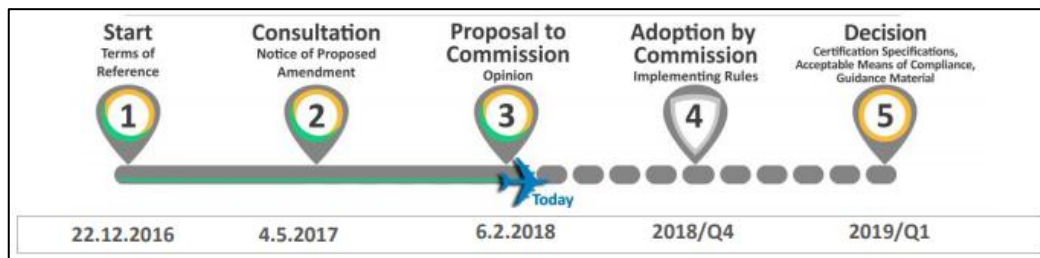 Start
Terms of
Reference
Consultation
Notice of Proposed
Amendment
Proposal to
Commission
Opinion
Adoption by
Commission
Implementing Rules
Decision
Certification Specifications,
Acceptable Means of Compliance,
Guidance Material
1
2
3
4
5
Today
22.12.2016
4.5.2017
6.2.2018
2018/Q4
2019/Q1